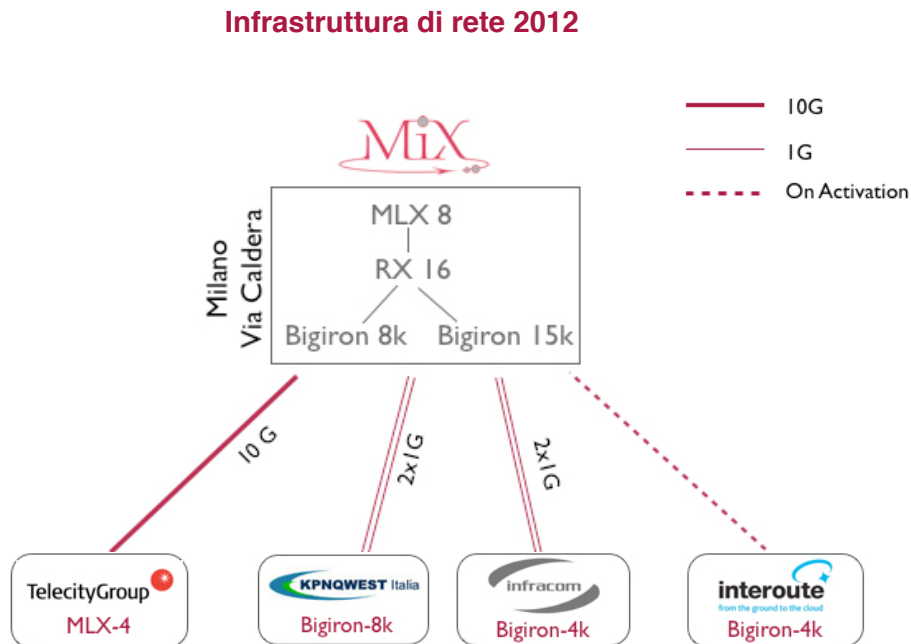 Infrastruttura di rete 2012
MiX
10G
1G
On Activation
Milano
Via Caldera
MLX 8
RX 16
Bigiron 8k
Bigiron 15k
10 G
2x1G
2x1G
TelecityGroup
MLX-4
KPNQWEST Italia
Bigiron-8k
infracom
Bigiron-4k
interoute
from the ground to the cloud
Bigiron-4k